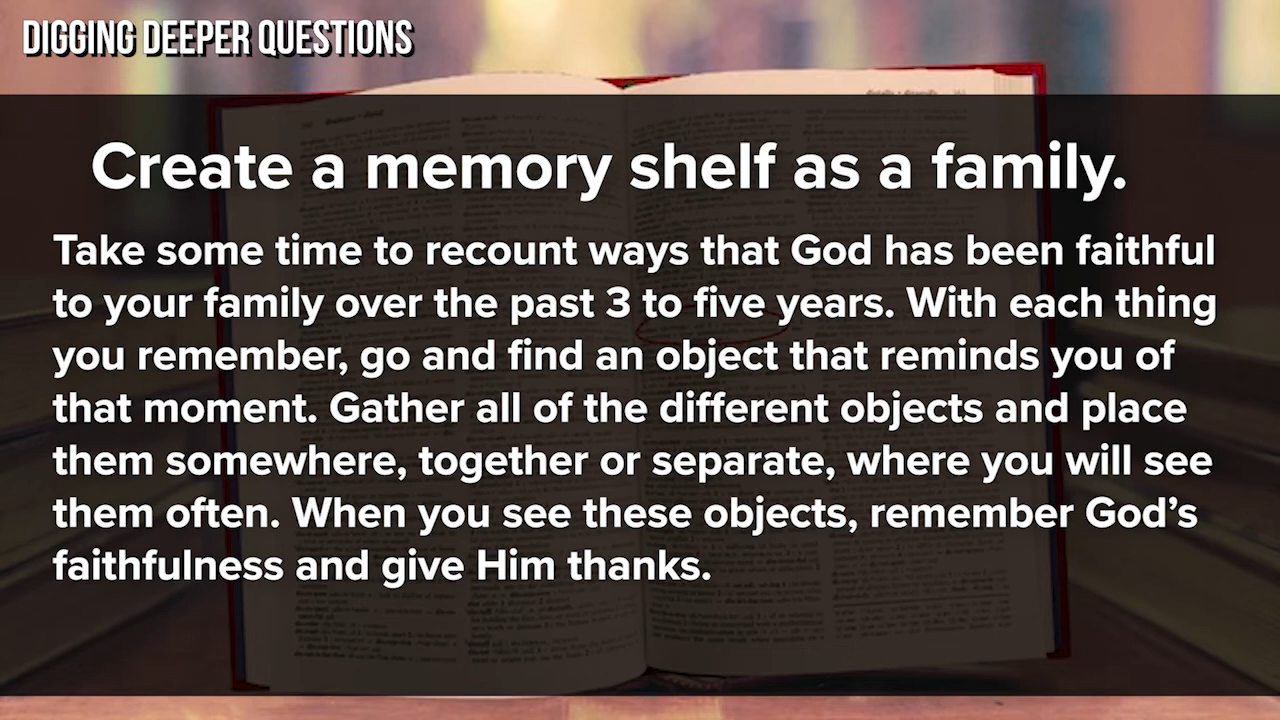 DIGGING DEEPER QUESTIONS
Create a memory shelf as a family.
Take some time to recount ways that God has been faithful
to your family over the past 3 to five years. With each thing
you remember, go and find an object that reminds you of
that moment. Gather all of the different objects and place
them somewhere, together or separate, where you will see
them often. When you see these objects, remember God’s
faithfulness and give Him thanks.